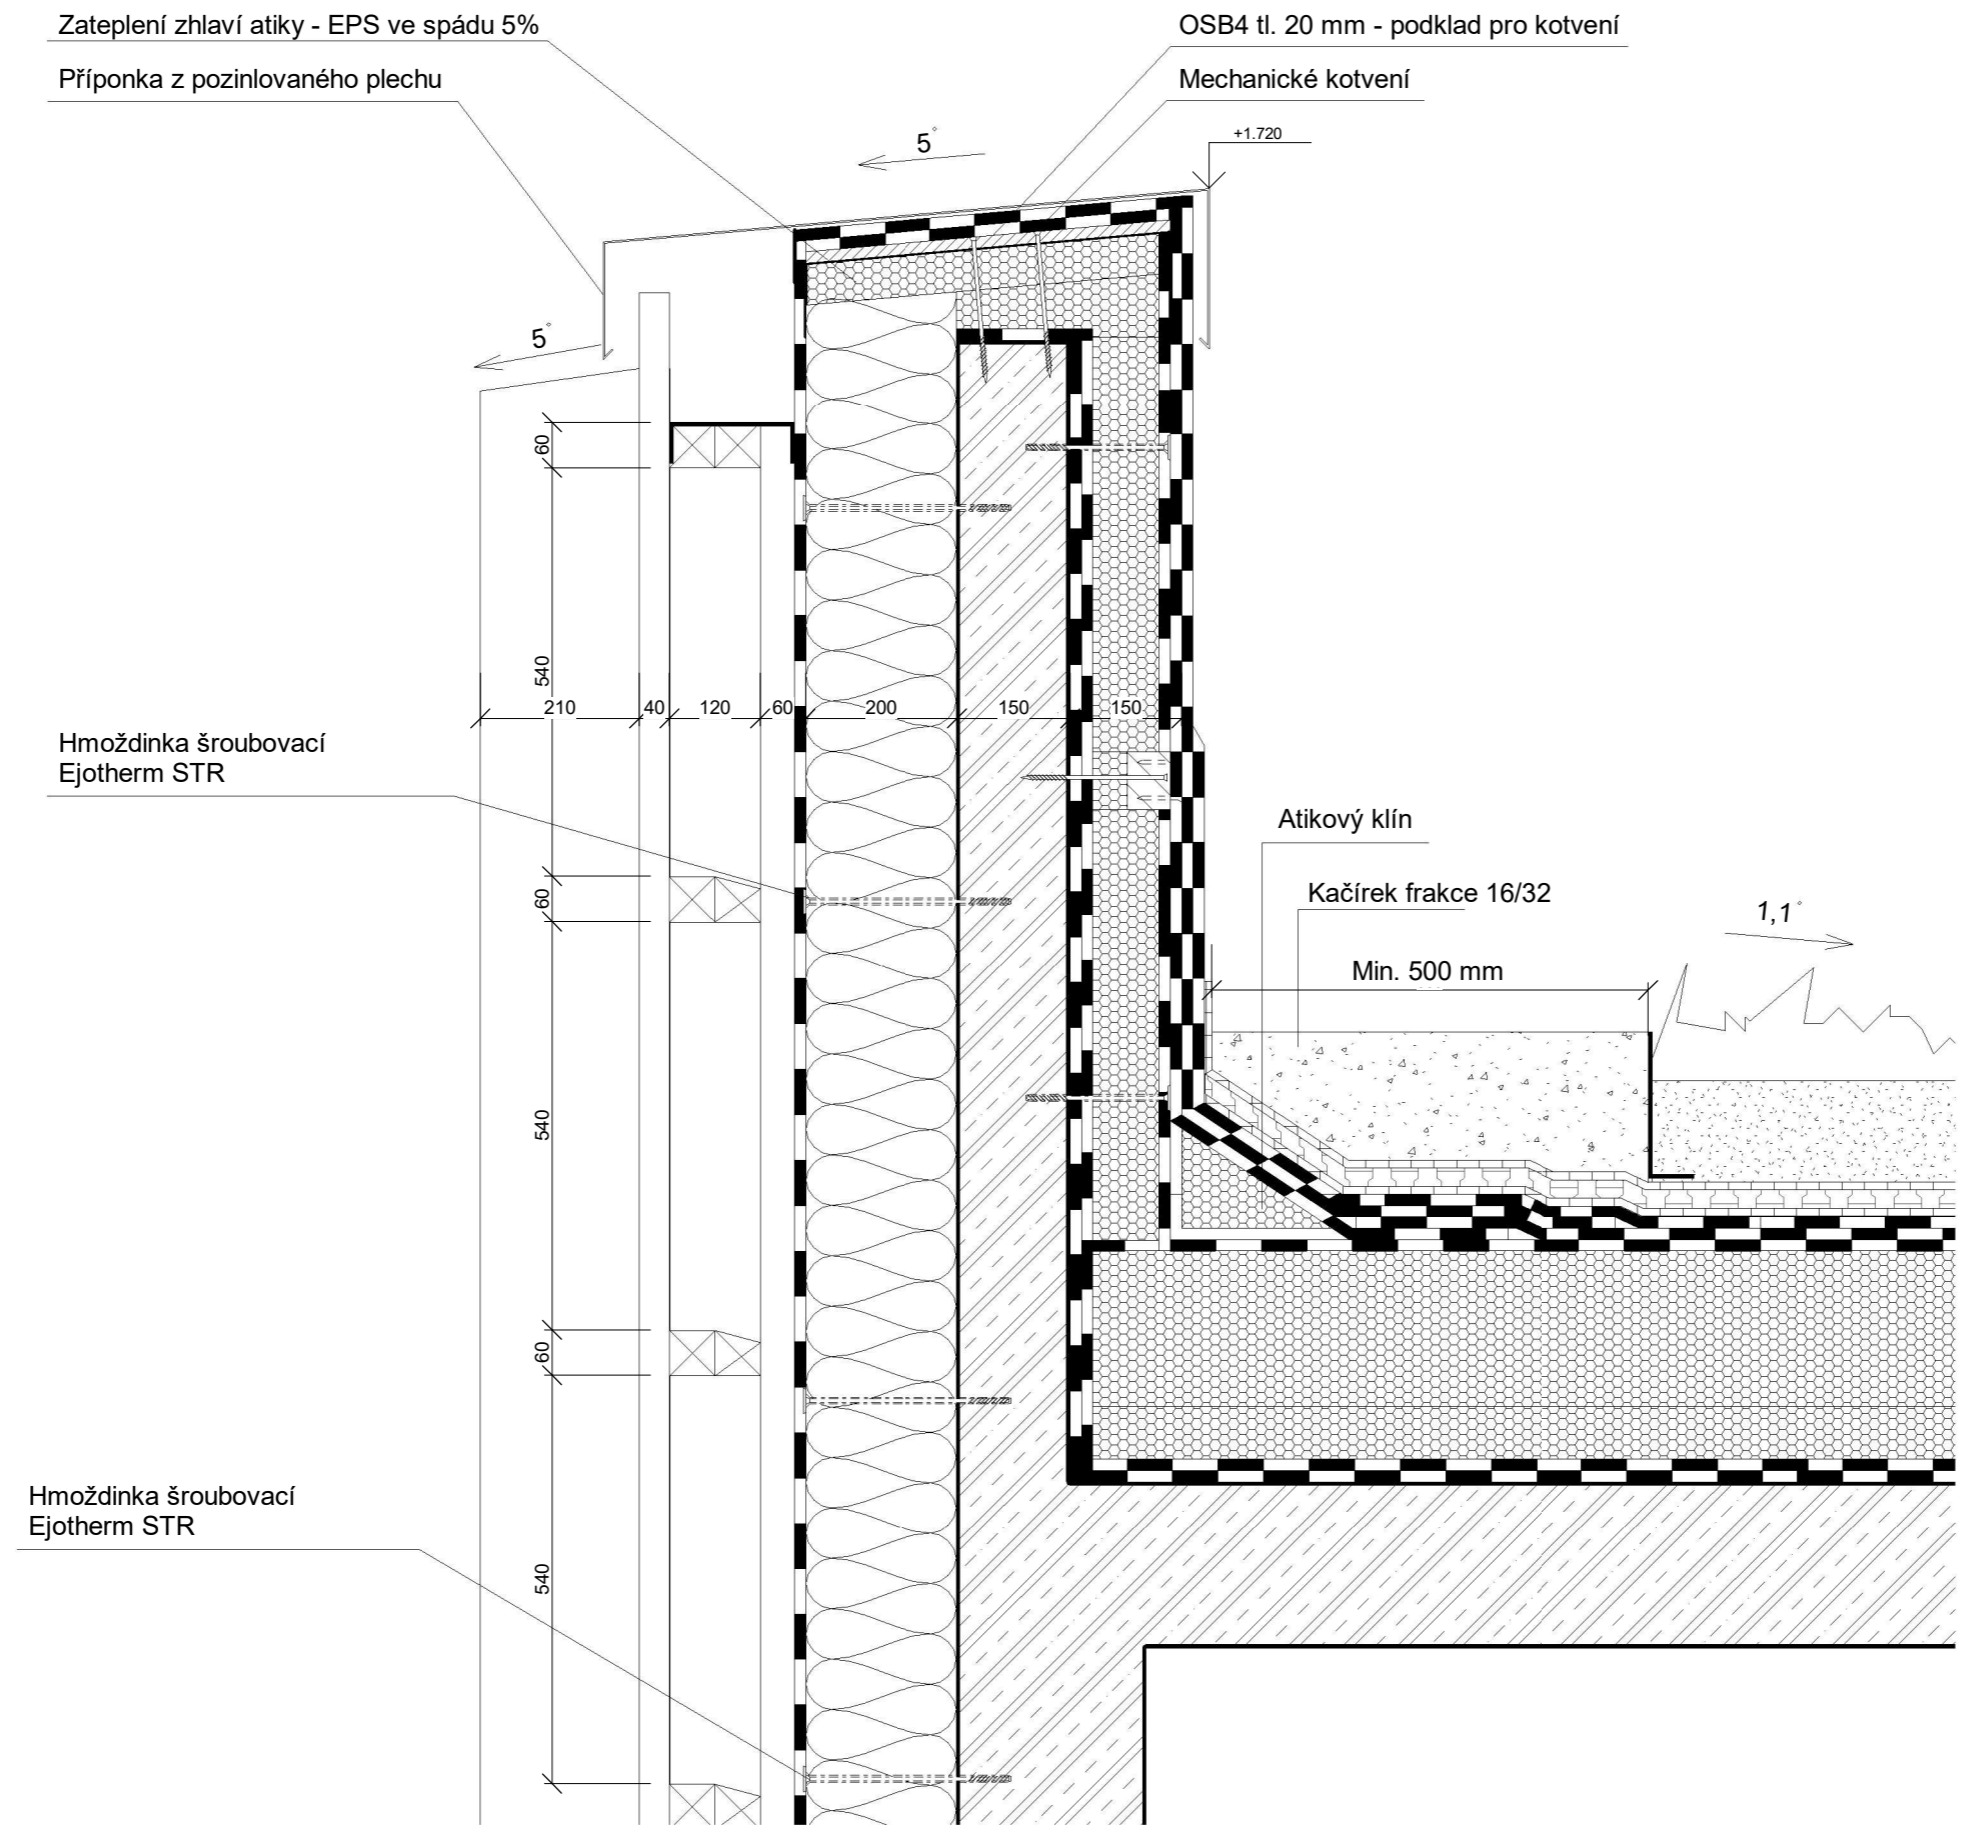 Zateplení zhlaví atiky - EPS ve spádu 5%
OSB4 tl. 20 mm - podklad pro kotvení
Příponka z pozinlovaného plechu
Mechanické kotvení
+1.720
5°
5°
60
540
210
40
120
60
200
150
150
Hmoždinka šroubovací
Ejotherm STR
Atikový klín
Kačírek frakce 16/32
60
1,1°
Min. 500 mm
540
60
Hmoždinka šroubovací
Ejotherm STR
540